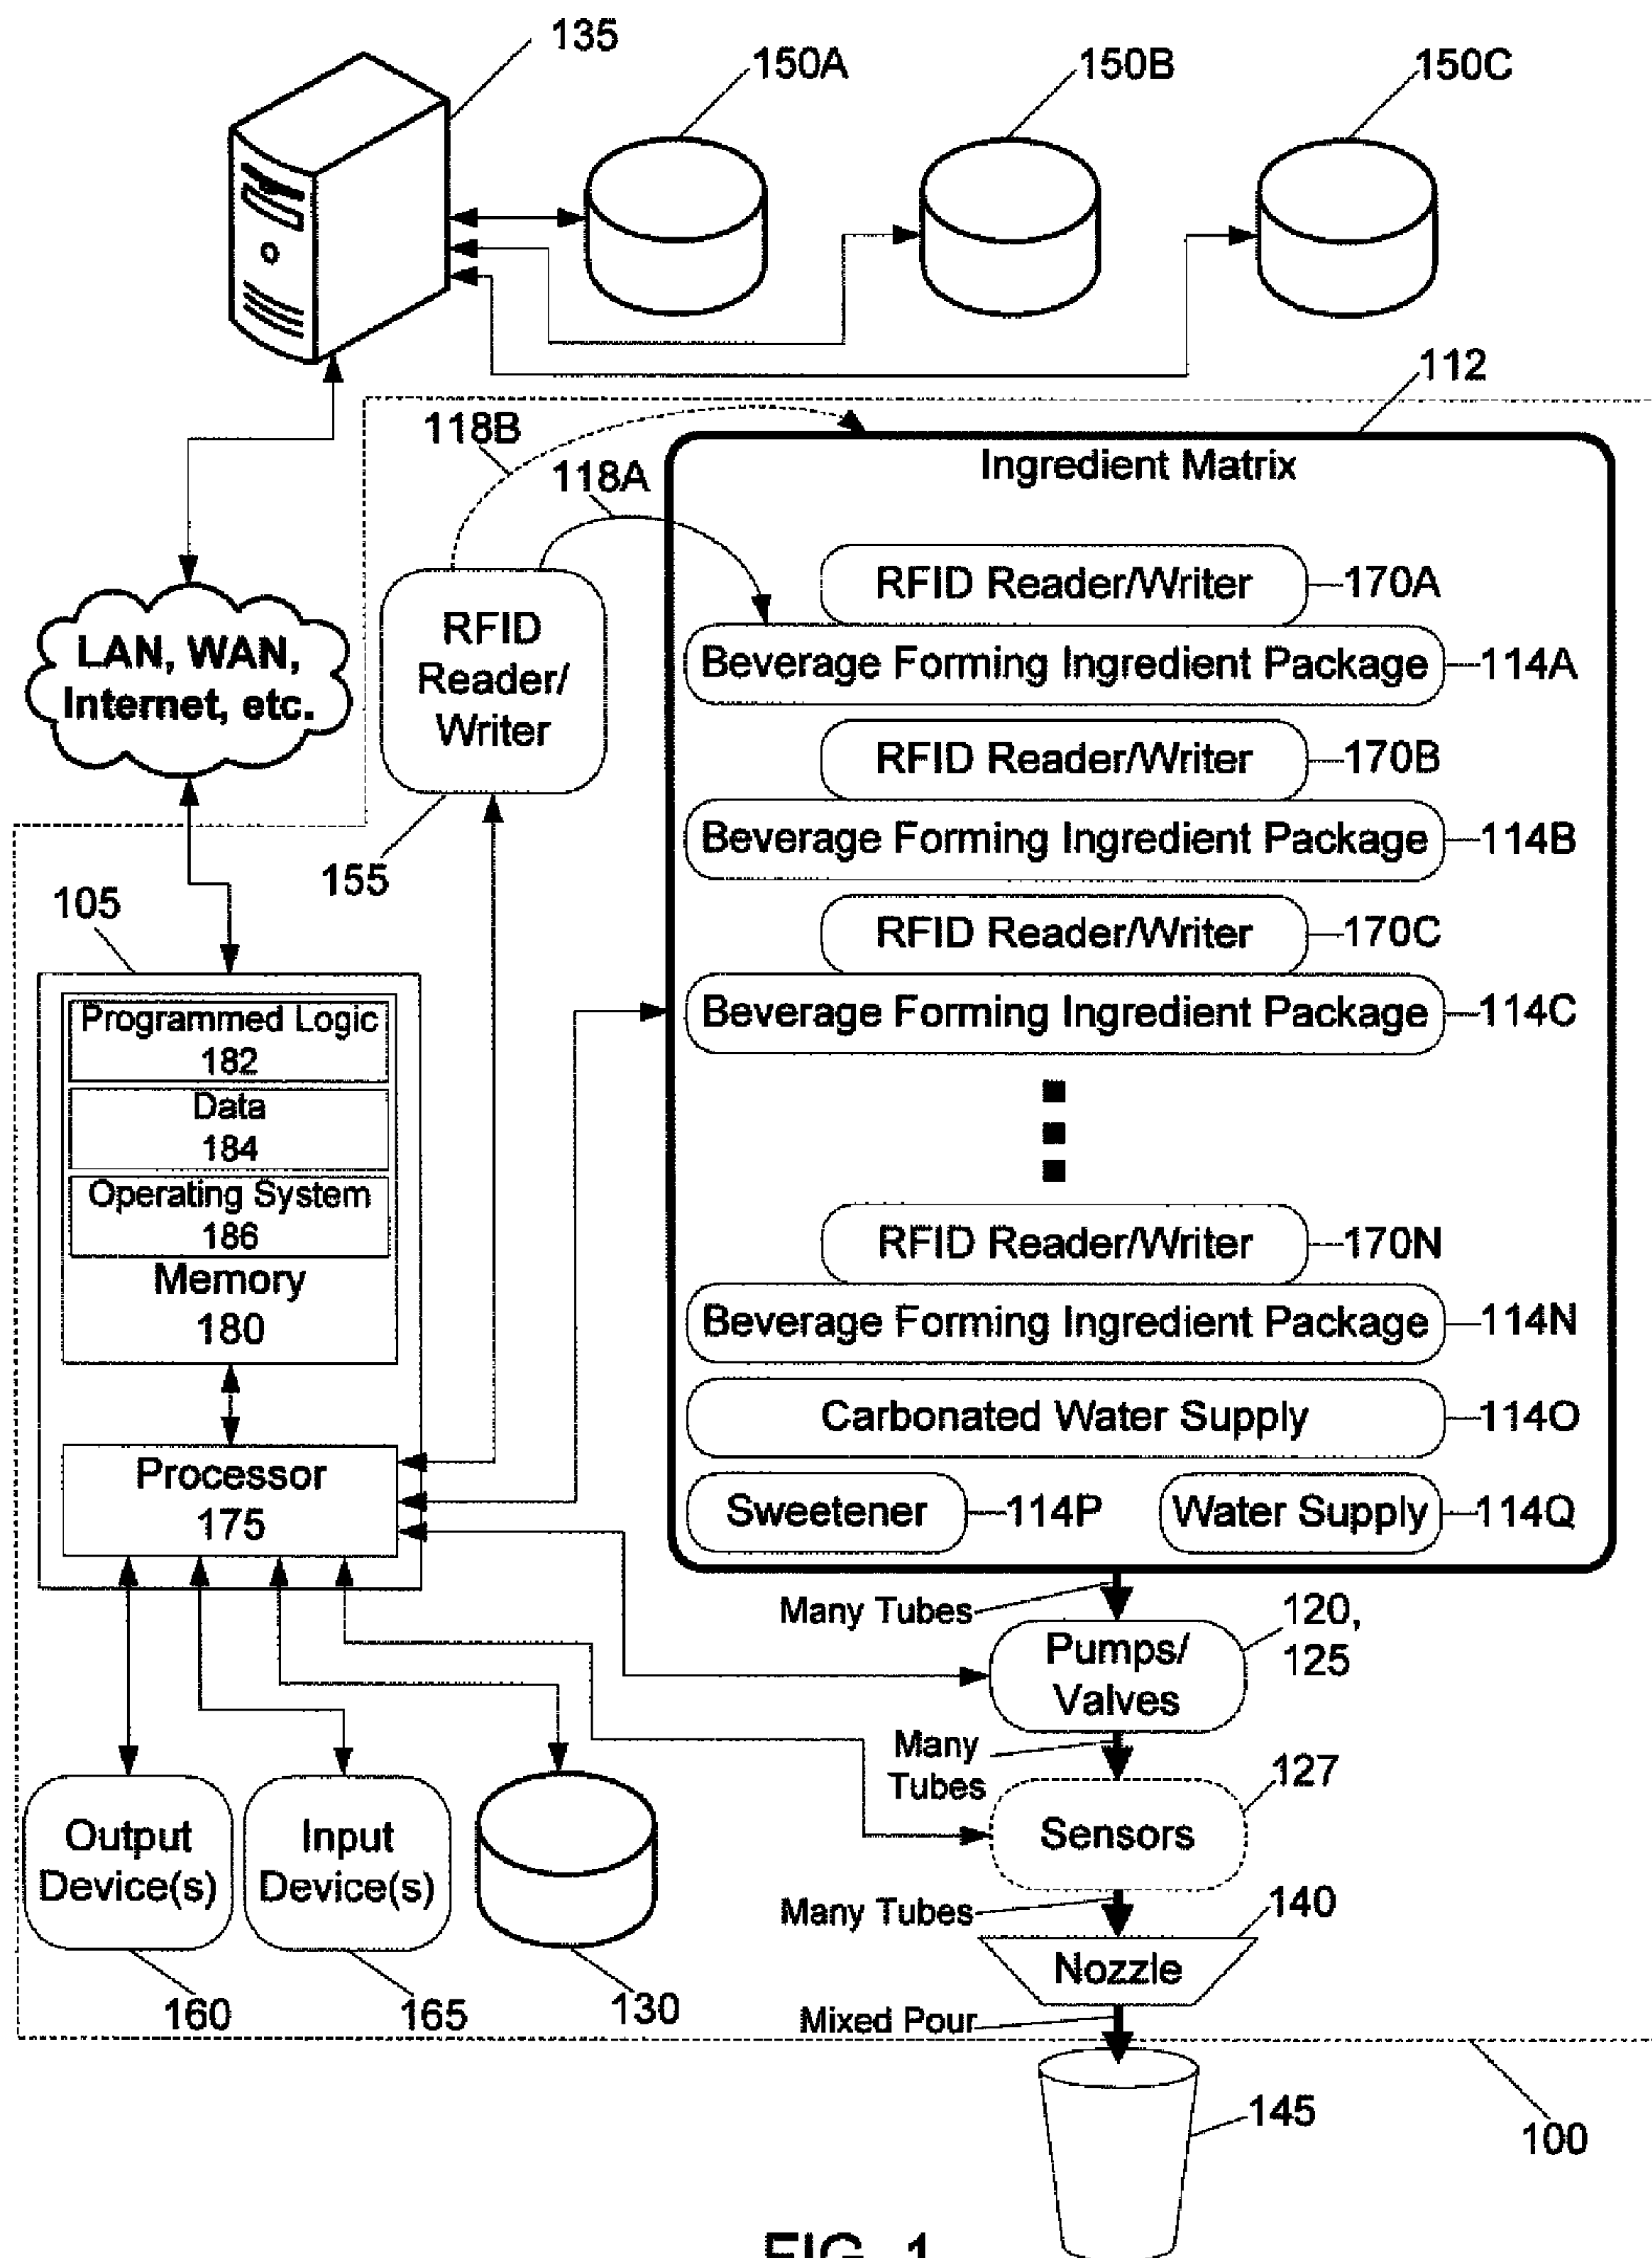 135
150A
150B
150C
112
118B
118A
Ingredient Matrix
RFID Reader/Writer
170A
Beverage Forming Ingredient Package
114A
RFID Reader/Writer
170B
Beverage Forming Ingredient Package
114B
RFID Reader/Writer
170C
Beverage Forming Ingredient Package
114C
RFID Reader/Writer
170N
Beverage Forming Ingredient Package
114N
Carbonated Water Supply
114O
Sweetener
114P
Water Supply
114Q
LAN, WAN,
Internet, etc.
RFID
Reader/
Writer
155
105
Programmed Logic
182
Data
184
Operating System
186
Memory
180
Processor
175
Many Tubes
Pumps/
Valves
120,
125
Many
Tubes
Sensors
127
Many Tubes
Nozzle
140
Mixed Pour
Output
Device(s)
160
Input
Device(s)
165
130
145
100
FIG. 1